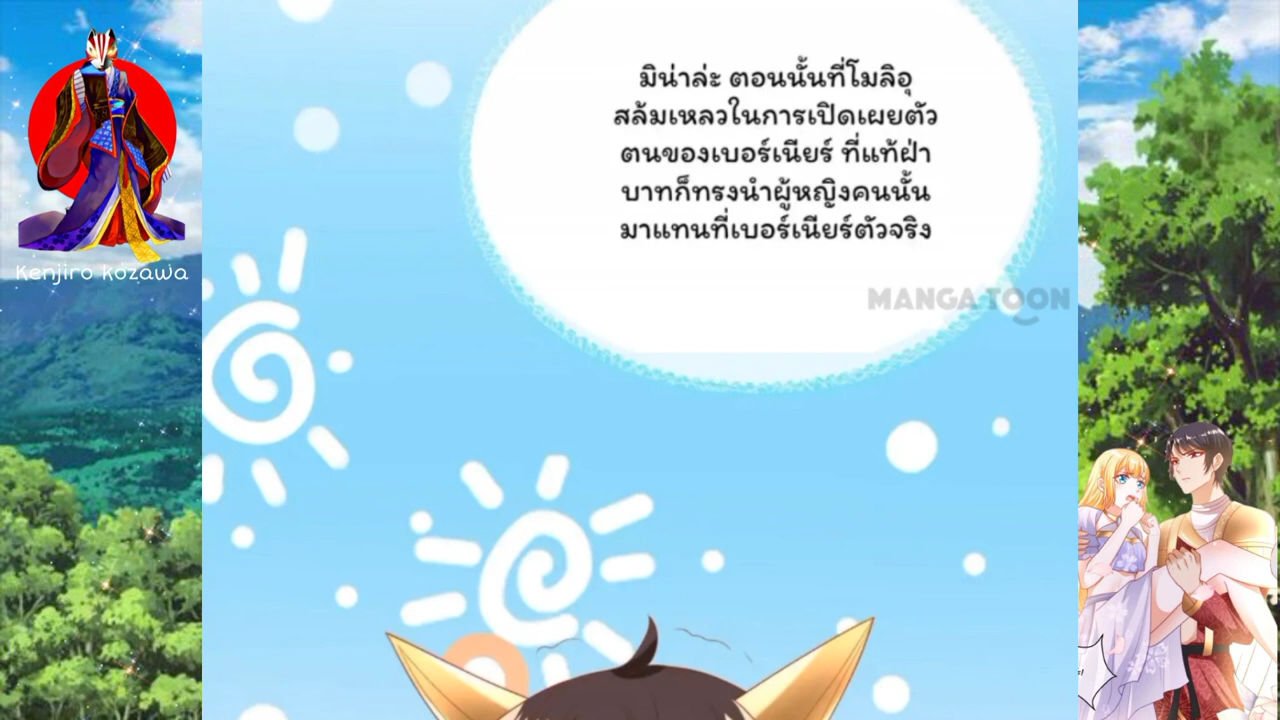 มิน่าล่ะ ตอนนั้นที่โมลิอุ
สล้มเหลวในการเปิดเผยตัว
ตนของเบอร์เนียร์ ที่แท้ฝ่า
บาทก็ทรงนำผู้หญิงคนนั้น
มาแทนที่เบอร์เนียร์ตัวจริง
MANGATOON
Kenjiro Kozawa